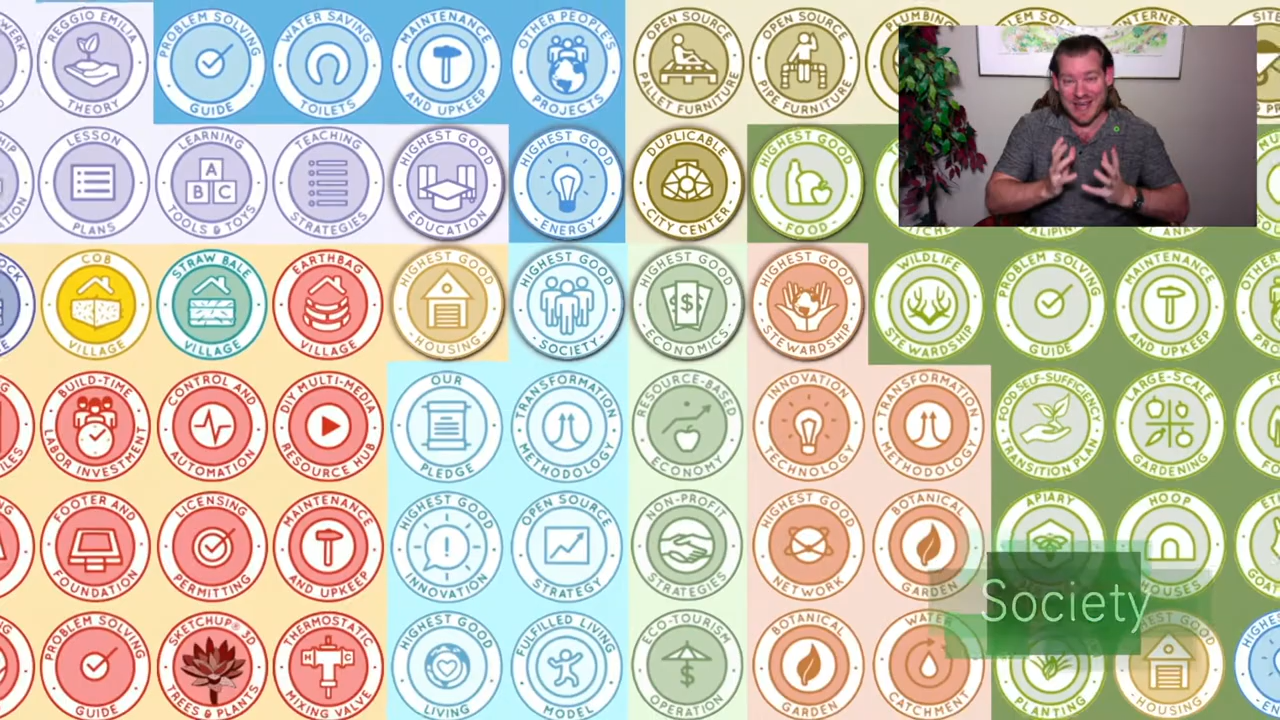 REGGIO EMILIA
THEORY
PROBLEM SOLVING
GUIDE
WATER SAVING
TOILETS
MAINTENANCE
AND UPKEEP
OTHER PEOPLE'S
PROJECTS
OPEN SOURCE
PALLET FURNITURE
OPEN SOURCE
PIPE FURNITURE
PLUMBING
INTERNET
LESSON
PLANS
LEARNING
A
B C
TOOLS & TOYS
TEACHING
STRATEGIES
HIGHEST GOOD
EDUCATION
HIGHEST GOOD
-ENERGY-
DUPLICABLE
CITY CENTER
HIGHEST GOOD
-FOOD-
COB
VILLAGE
STRAW BALE
VILLAGE
EARTHBAG
VILLAGE
HIGHEST GOOD
-HOUSING-
HIGHEST GOOD
-SOCIETY-
HIGHEST GOOD
$
ECONOMICS
HIGHEST GOOD
STEWARDSHIP
WILDLIFE
STEWARDSHIP
PROBLEM SOLVING
GUIDE
MAINTENANCE
AND UPKEEP
BUILD-TIME
LABOR INVESTMENT
CONTROL AND
AUTOMATION
DIY MULTI-MEDIA
RESOURCE HUB
OUR
PLEDGE
TRANSFORMATION
METHODOLOGY
RESOURCE-BASED
ECONOMY
INNOVATION
TECHNOLOGY
TRANSFORMATION
METHODOLOGY
FOOD SELF-SUFFICIENCY
TRANSITION PLAN
LARGE-SCALE
GARDENING
FOOTER AND
FOUNDATION
LICENSING
PERMITTING
MAINTENANCE
AND UPKEEP
HIGHEST GOOD
!
INNOVATION
OPEN SOURCE
STRATEGY
NON-PROFIT
STRATEGIES
HIGHEST GOOD
NETWORK
BOTANICAL
GARDEN
APIARY
HOOP
HOUSES
Society
PROBLEM SOLVING
GUIDE
SKETCHUP® 3D
TREES & PLANTS
THERMOSTATIC
H C
MIXING VALVE
HIGHEST GOOD
LIVING
FULFILLED LIVING
MODEL
ECO-TOURISM
$
OPERATION
BOTANICAL
GARDEN
WATER
CATCHMENT
PLANTING
HOUSING